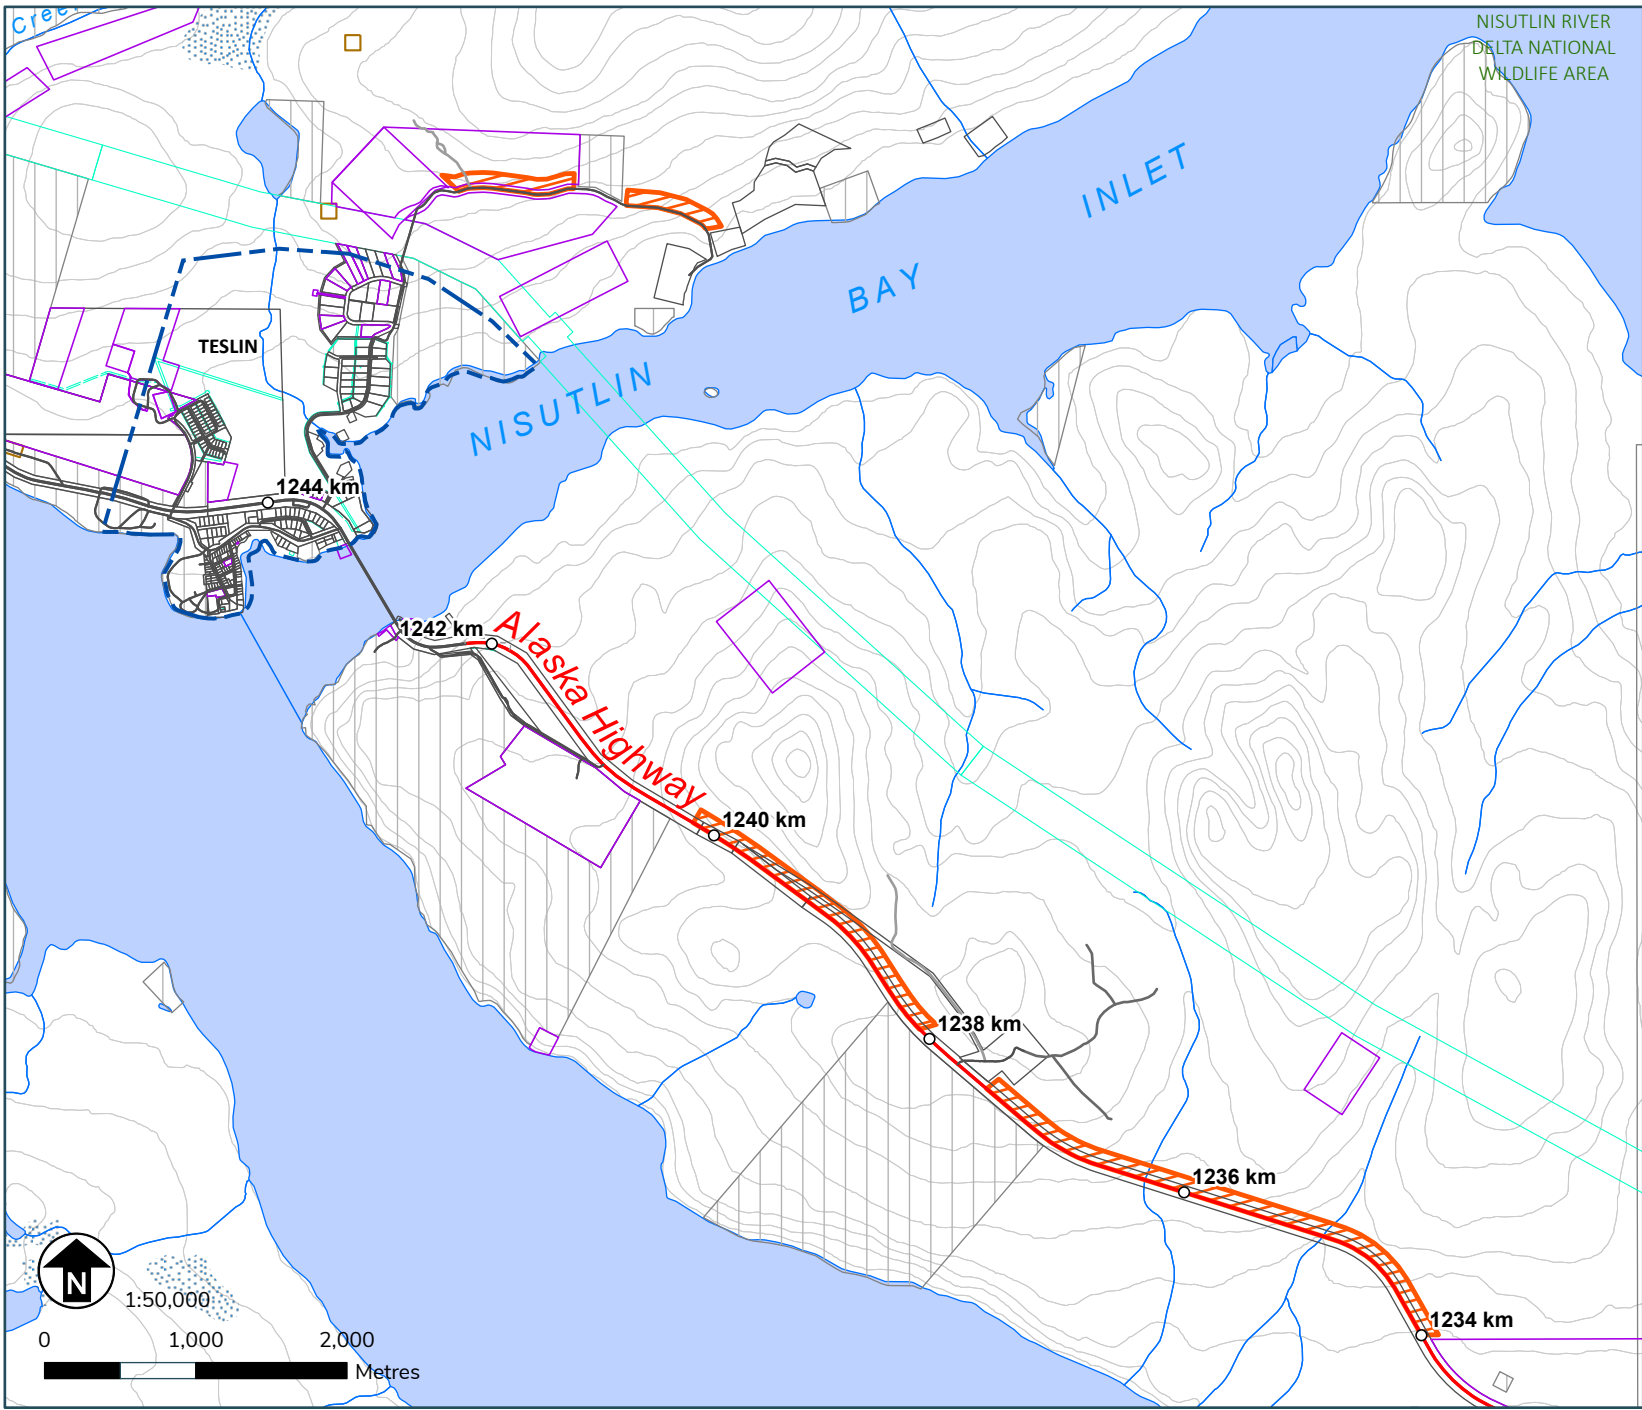 Creek
NISUTLIN RIVER
DELTA NATIONAL
WILDLIFE AREA
INLET
BAY
NISUTLIN
TESLIN
1244 km
1242 km
Alaska Highway
1240 km
1238 km
1236 km
1234 km
N
1:50,000
0 1,000 2,000
Metres